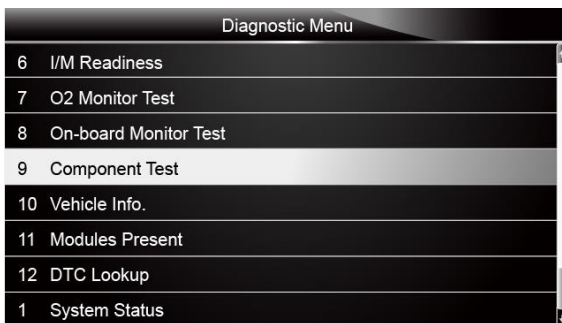 Diagnostic Menu
6 I/M Readiness
7 O2 Monitor Test
8 On-board Monitor Test
9 Component Test
10 Vehicle Info.
11 Modules Present
12 DTC Lookup
1 System Status